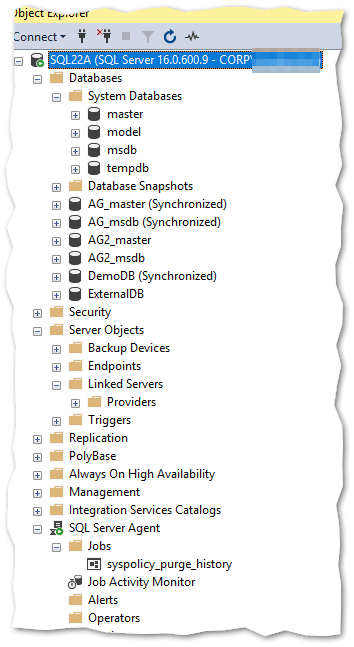 Object Explorer
Connect
SQL22A (SQL Server 16.0.600.9 - CORP\
Databases
System Databases
master
model
msdb
tempdb
Database Snapshots
AG_master (Synchronized)
AG_msdb (Synchronized)
AG2_master
AG2_msdb
DemoDB (Synchronized)
ExternalDB
Security
Server Objects
Backup Devices
Endpoints
Linked Servers
Providers
Triggers
Replication
PolyBase
Always On High Availability
Management
Integration Services Catalogs
SQL Server Agent
Jobs
syspolicy_purge_history
Job Activity Monitor
Alerts
Operators